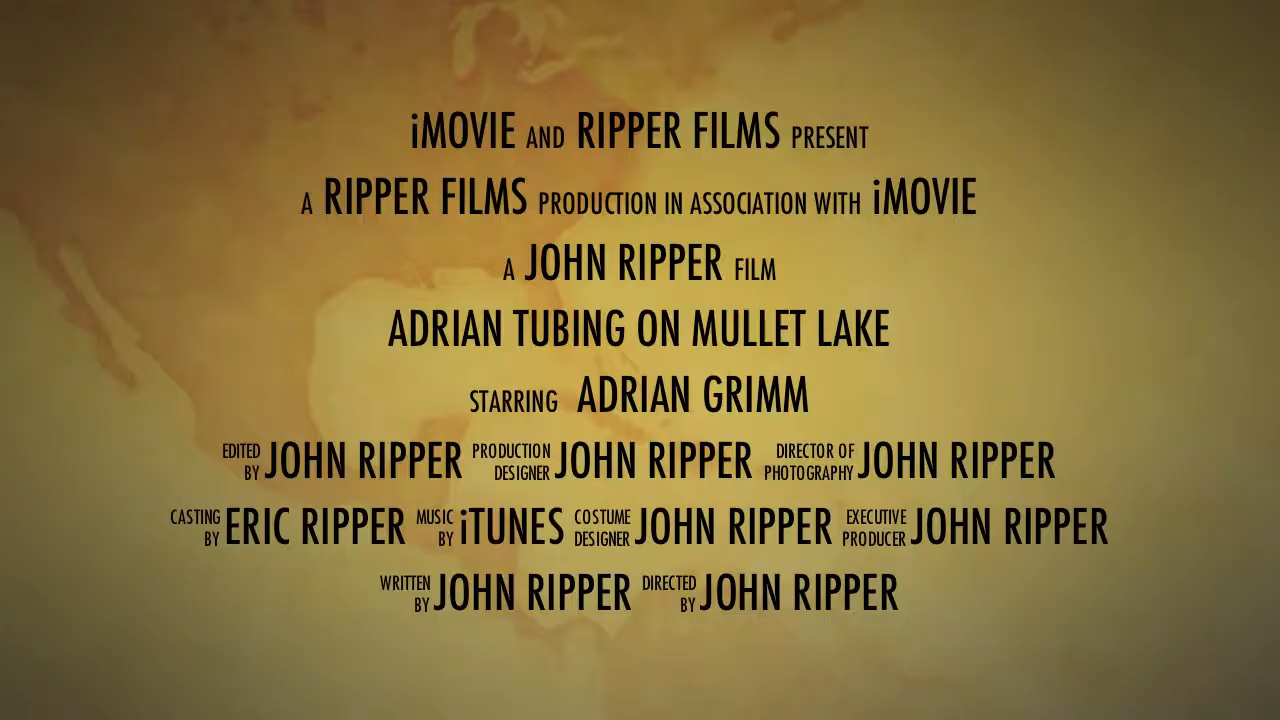 iMOVIE AND RIPPER FILMS PRESENT
A RIPPER FILMS PRODUCTION IN ASSOCIATION WITH iMOVIE
A JOHN RIPPER FILM
ADRIAN TUBING ON MULLET LAKE
STARRING ADRIAN GRIMM
EDITED BY JOHN RIPPER PRODUCTION DESIGNER JOHN RIPPER DIRECTOR OF PHOTOGRAPHY JOHN RIPPER
CASTING BY ERIC RIPPER MUSIC BY iTUNES COSTUME DESIGNER JOHN RIPPER EXECUTIVE PRODUCER JOHN RIPPER
WRITTEN BY JOHN RIPPER DIRECTED BY JOHN RIPPER